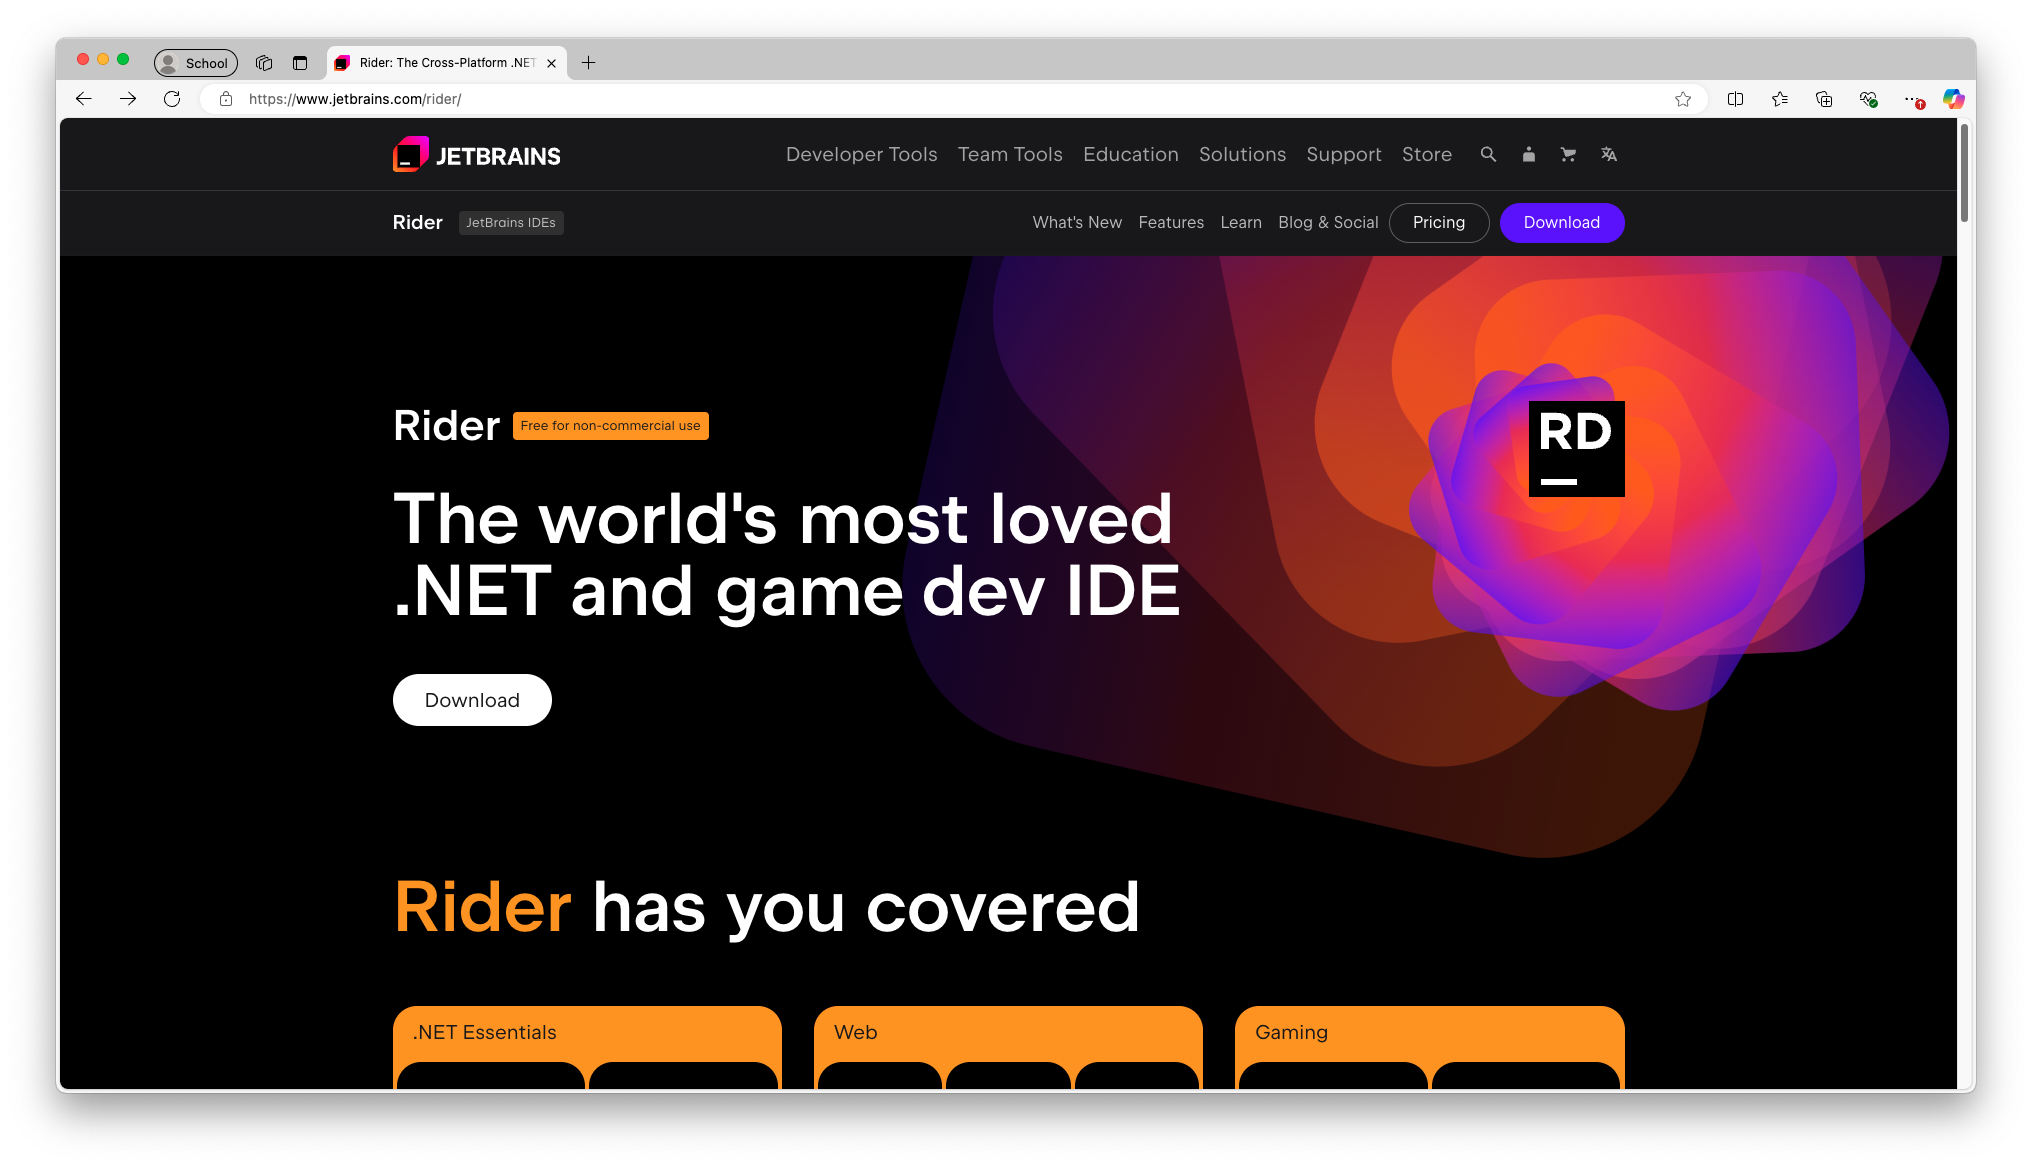 School
Rider: The Cross-Platform .NET
https://www.jetbrains.com/rider/
JETBRAINS
Developer Tools Team Tools Education Solutions Support Store
Rider JetBrains IDEs
What's New Features Learn Blog & Social Pricing Download
RD
Rider Free for non-commercial use
The world's most loved
.NET and game dev IDE
Download
Rider has you covered
.NET Essentials
Web
Gaming